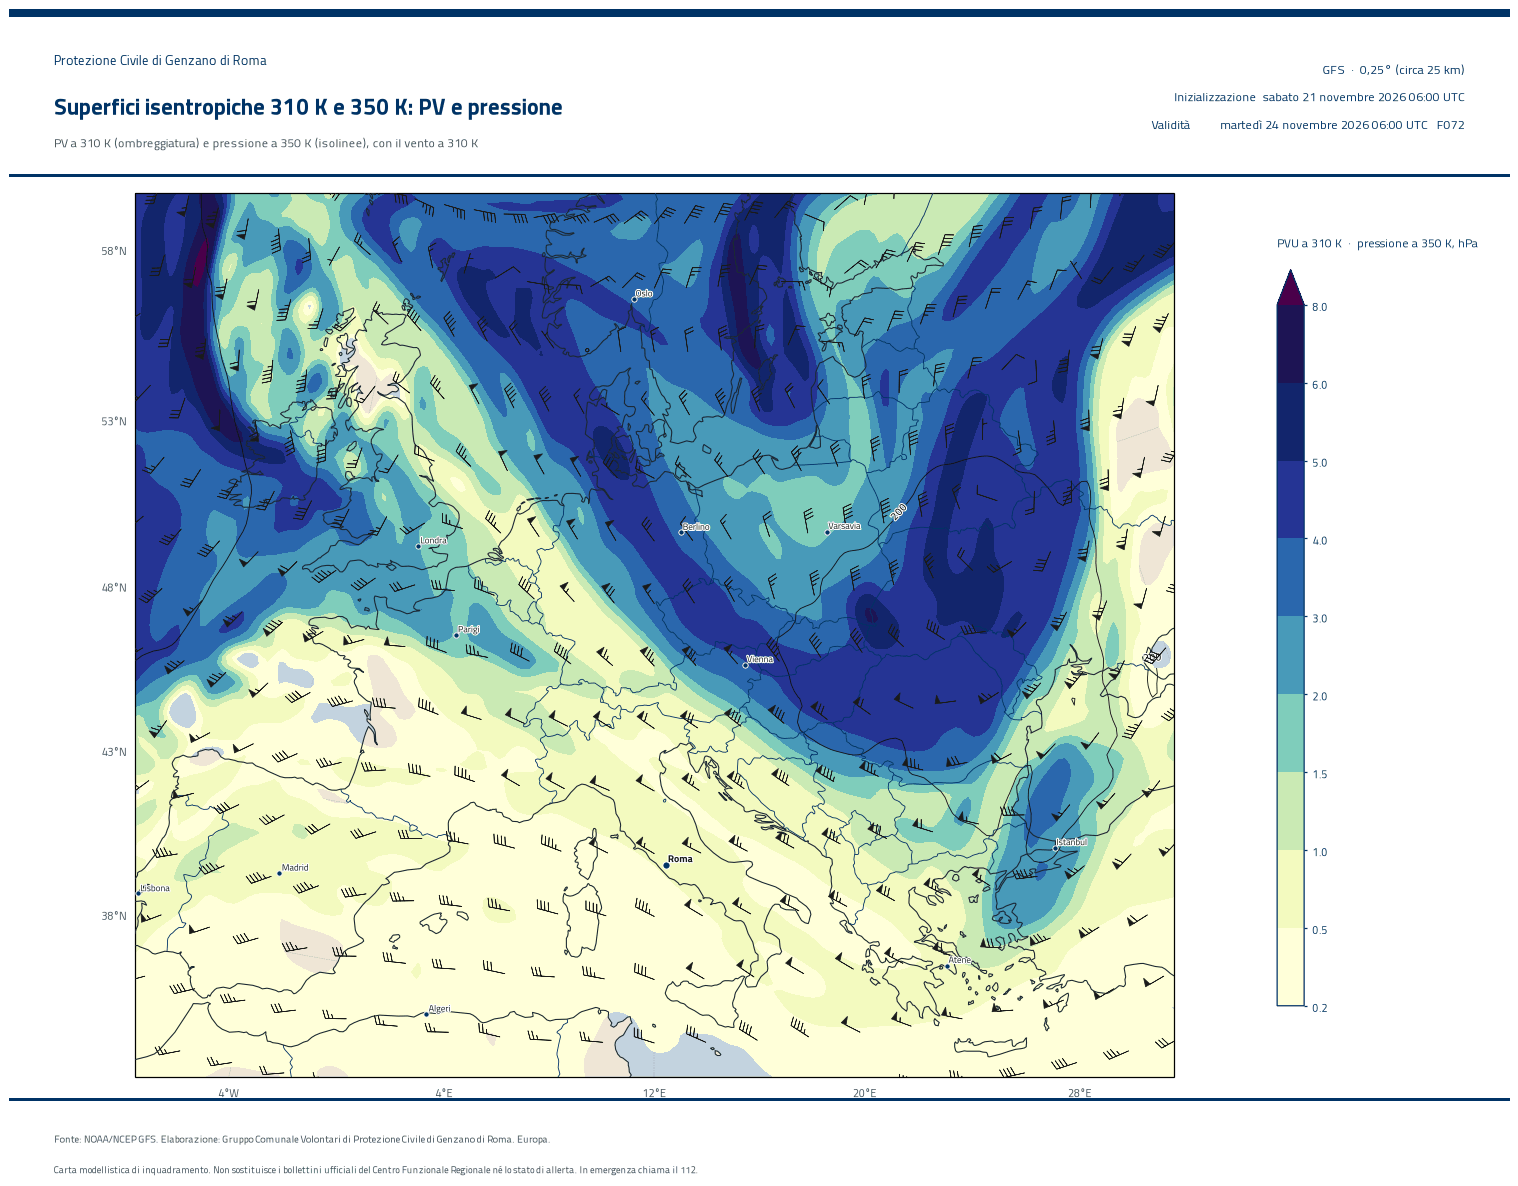 Protezione Civile di Genzano di Roma
Superfici isentropiche 310 K e 350 K: PV e pressione
PV a 310 K (ombreggiatura) e pressione a 350 K (isolinee), con il vento a 310 K
GFS · 0,25° (circa 25 km)
Inizializzazione sabato 21 novembre 2026 06:00 UTC
Validità martedì 24 novembre 2026 06:00 UTC F072
PVU a 310 K · pressione a 350 K, hPa
8.0
6.0
5.0
4.0
3.0
2.0
1.5
1.0
0.5
0.2
58°N
53°N
48°N
43°N
38°N
4°W
4°E
12°E
20°E
28°E
Oslo
200
Berlino
Varsavia
Londra
Parigi
Vienna
Istanbul
Roma
Madrid
Lisbona
Atene
Algeri
Fonte: NOAA/NCEP GFS. Elaborazione: Gruppo Comunale Volontari di Protezione Civile di Genzano di Roma. Europa.
Carta modellistica di inquadramento. Non sostituisce i bollettini ufficiali del Centro Funzionale Regionale né lo stato di allerta. In emergenza chiama il 112.